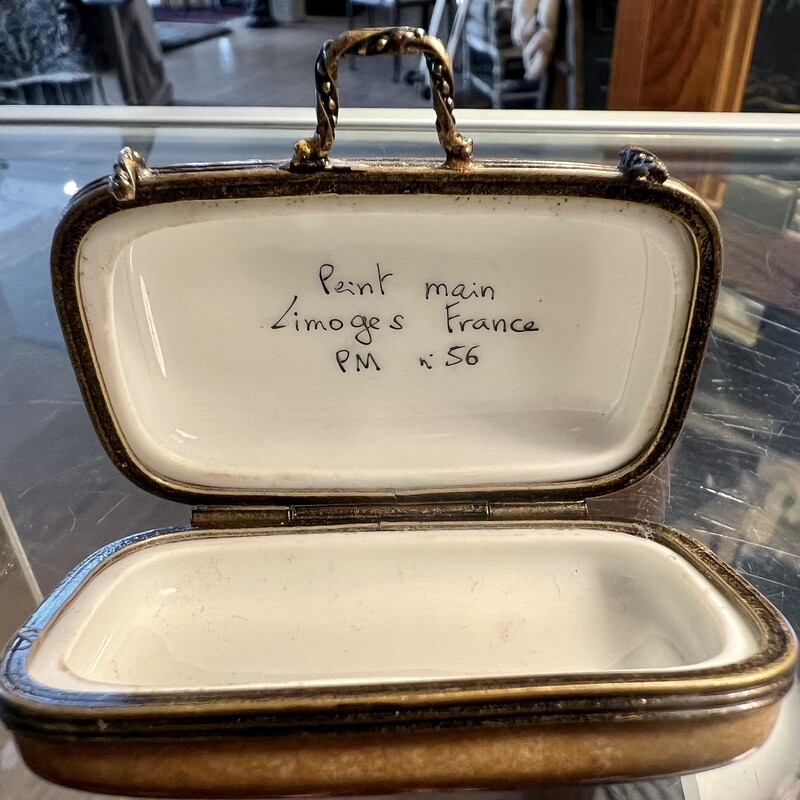 Peint main
Limoges France
PM n° 56